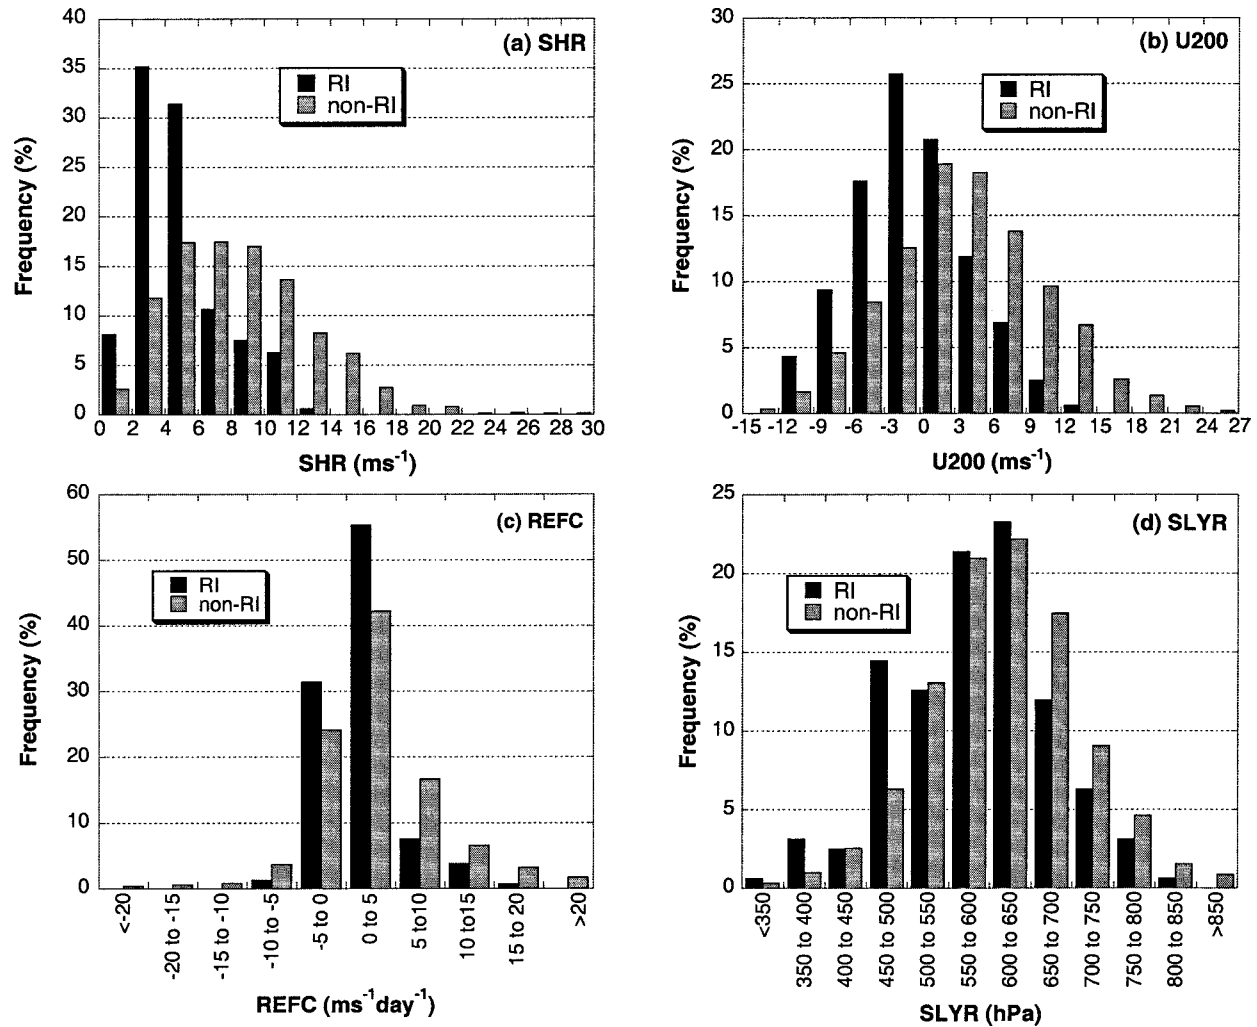 (a) SHR
RI
non-RI
40
35
30
25
20
15
10
5
0
Frequency (%)
0 2 4 6 8 10 12 14 16 18 20 22 24 26 28 30
SHR (ms-1)
(b) U200
RI
non-RI
30
25
20
15
10
5
0
Frequency (%)
-15 -12 -9 -6 -3 0 3 6 9 12 15 18 21 24 27
U200 (ms-1)
(c) REFC
RI
non-RI
60
50
40
30
20
10
0
Frequency (%)
<-20
-20 to -15
-15 to -10
-10 to -5
-5 to 0
0 to 5
5 to10
10 to15
15 to 20
>20
REFC (ms-1day-1)
(d) SLYR
RI
non-RI
25
20
15
10
5
0
Frequency (%)
<350
350 to 400
400 to 450
450 to 500
500 to 550
550 to 600
600 to 650
650 to 700
700 to 750
750 to 800
800 to 850
>850
SLYR (hPa)